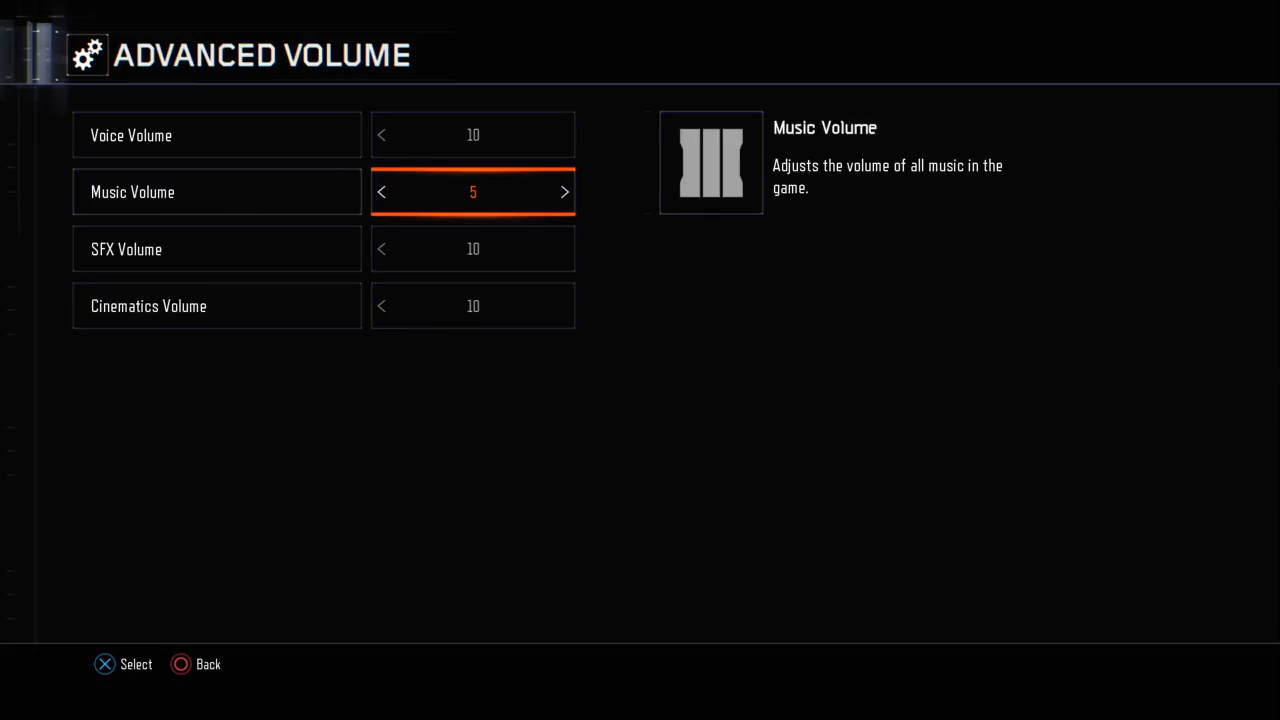 ADVANCED VOLUME
Voice Volume
< 10
Music Volume
< 5 >
SFX Volume
< 10
Cinematics Volume
< 10
Music Volume
Adjusts the volume of all music in the
game.
Select Back